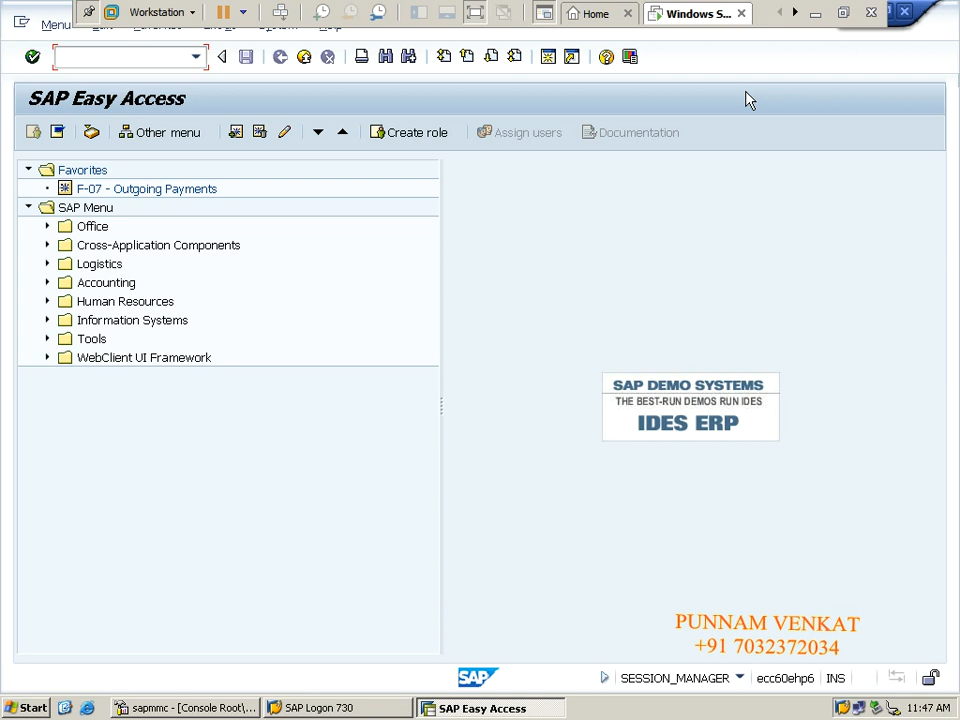 Workstation
Home
Windows S...
Menu
SAP Easy Access
Other menu
Create role
Assign users
Documentation
Favorites
F-07 - Outgoing Payments
SAP Menu
Office
Cross-Application Components
Logistics
Accounting
Human Resources
Information Systems
Tools
WebClient UI Framework
SAP DEMO SYSTEMS
THE BEST-RUN DEMOS RUN IDES
IDES ERP
PUNNAM VENKAT
+91 7032372034
SAP
SESSION_MANAGER
ecc60ehp6
INS
Start
sapmmc - [Console Root\...
SAP Logon 730
SAP Easy Access
11:47 AM